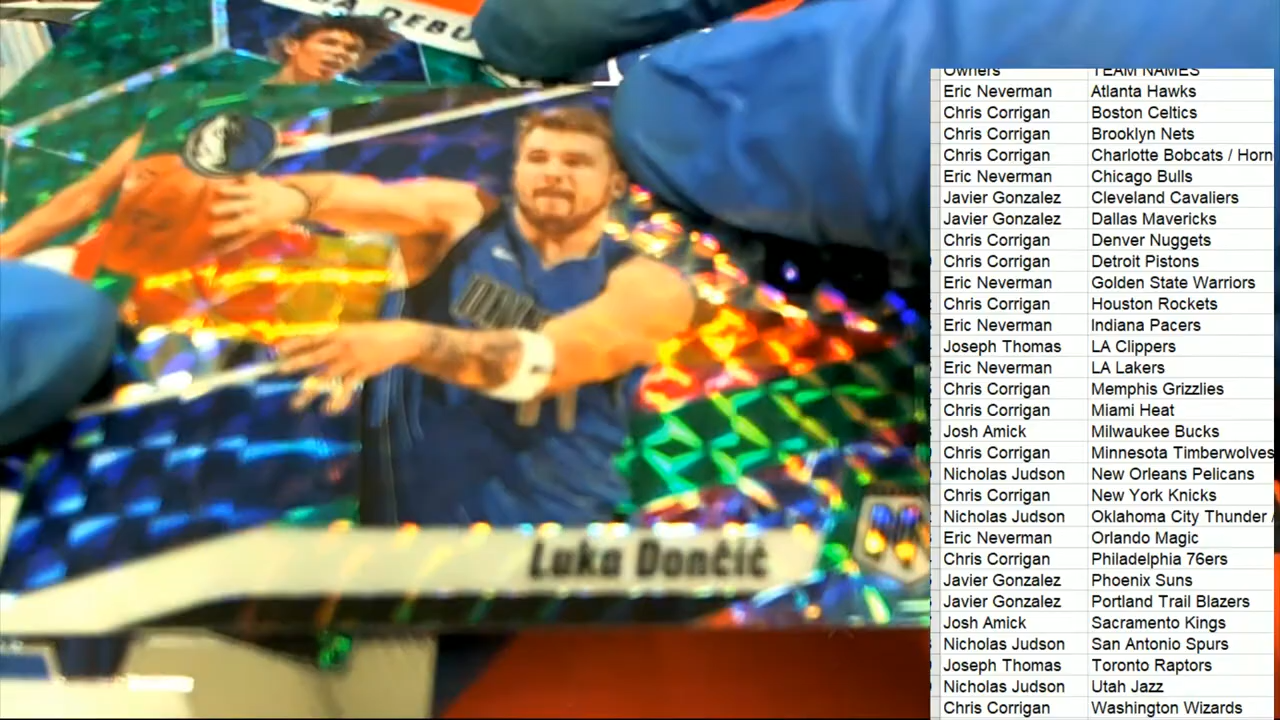 DEBU
Luka Dončić
Owners TEAM NAMES
Eric Neverman Atlanta Hawks
Chris Corrigan Boston Celtics
Chris Corrigan Brooklyn Nets
Chris Corrigan Charlotte Bobcats / Horn
Eric Neverman Chicago Bulls
Javier Gonzalez Cleveland Cavaliers
Javier Gonzalez Dallas Mavericks
Chris Corrigan Denver Nuggets
Chris Corrigan Detroit Pistons
Eric Neverman Golden State Warriors
Chris Corrigan Houston Rockets
Eric Neverman Indiana Pacers
Joseph Thomas LA Clippers
Eric Neverman LA Lakers
Chris Corrigan Memphis Grizzlies
Chris Corrigan Miami Heat
Josh Amick Milwaukee Bucks
Chris Corrigan Minnesota Timberwolves
Nicholas Judson New Orleans Pelicans
Chris Corrigan New York Knicks
Nicholas Judson Oklahoma City Thunder /
Eric Neverman Orlando Magic
Chris Corrigan Philadelphia 76ers
Javier Gonzalez Phoenix Suns
Javier Gonzalez Portland Trail Blazers
Josh Amick Sacramento Kings
Nicholas Judson San Antonio Spurs
Joseph Thomas Toronto Raptors
Nicholas Judson Utah Jazz
Chris Corrigan Washington Wizards